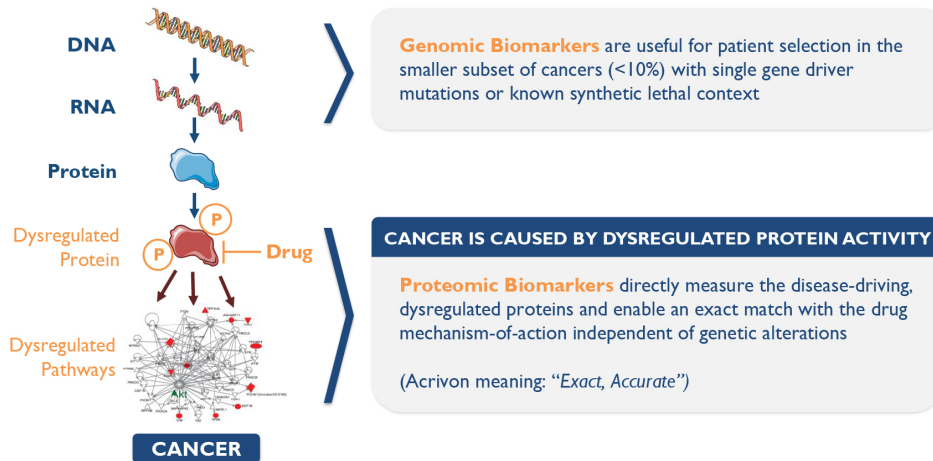 DNA
RNA
Protein
Dysregulated
Protein
P
P
Drug
Dysregulated
Pathways
Akt
CANCER
Genomic Biomarkers are useful for patient selection in the
smaller subset of cancers (<10%) with single gene driver
mutations or known synthetic lethal context
CANCER IS CAUSED BY DYSREGULATED PROTEIN ACTIVITY
Proteomic Biomarkers directly measure the disease-driving,
dysregulated proteins and enable an exact match with the drug
mechanism-of-action independent of genetic alterations
(Acrivon meaning: “Exact, Accurate”)